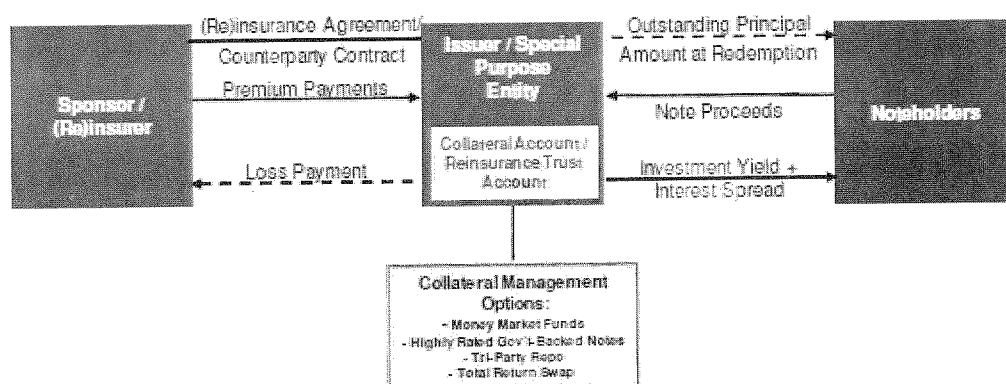 (Re)insurance Agreement/
Counterparty Contract
Premium Payments
Loss Payment
Sponsor /
(Re)insurer
Issuer / Special
Purpose
Entity
Collateral Account /
Reinsurance Trust
Account
Outstanding Principal
Amount at Redemption
Note Proceeds
Investment Yield +
Interest Spread
Noteholders
Collateral Management
Options:
- Money Market Funds
- Highly Rated Gov't-Backed Notes
- Tri-Party Repo
- Total Return Swap